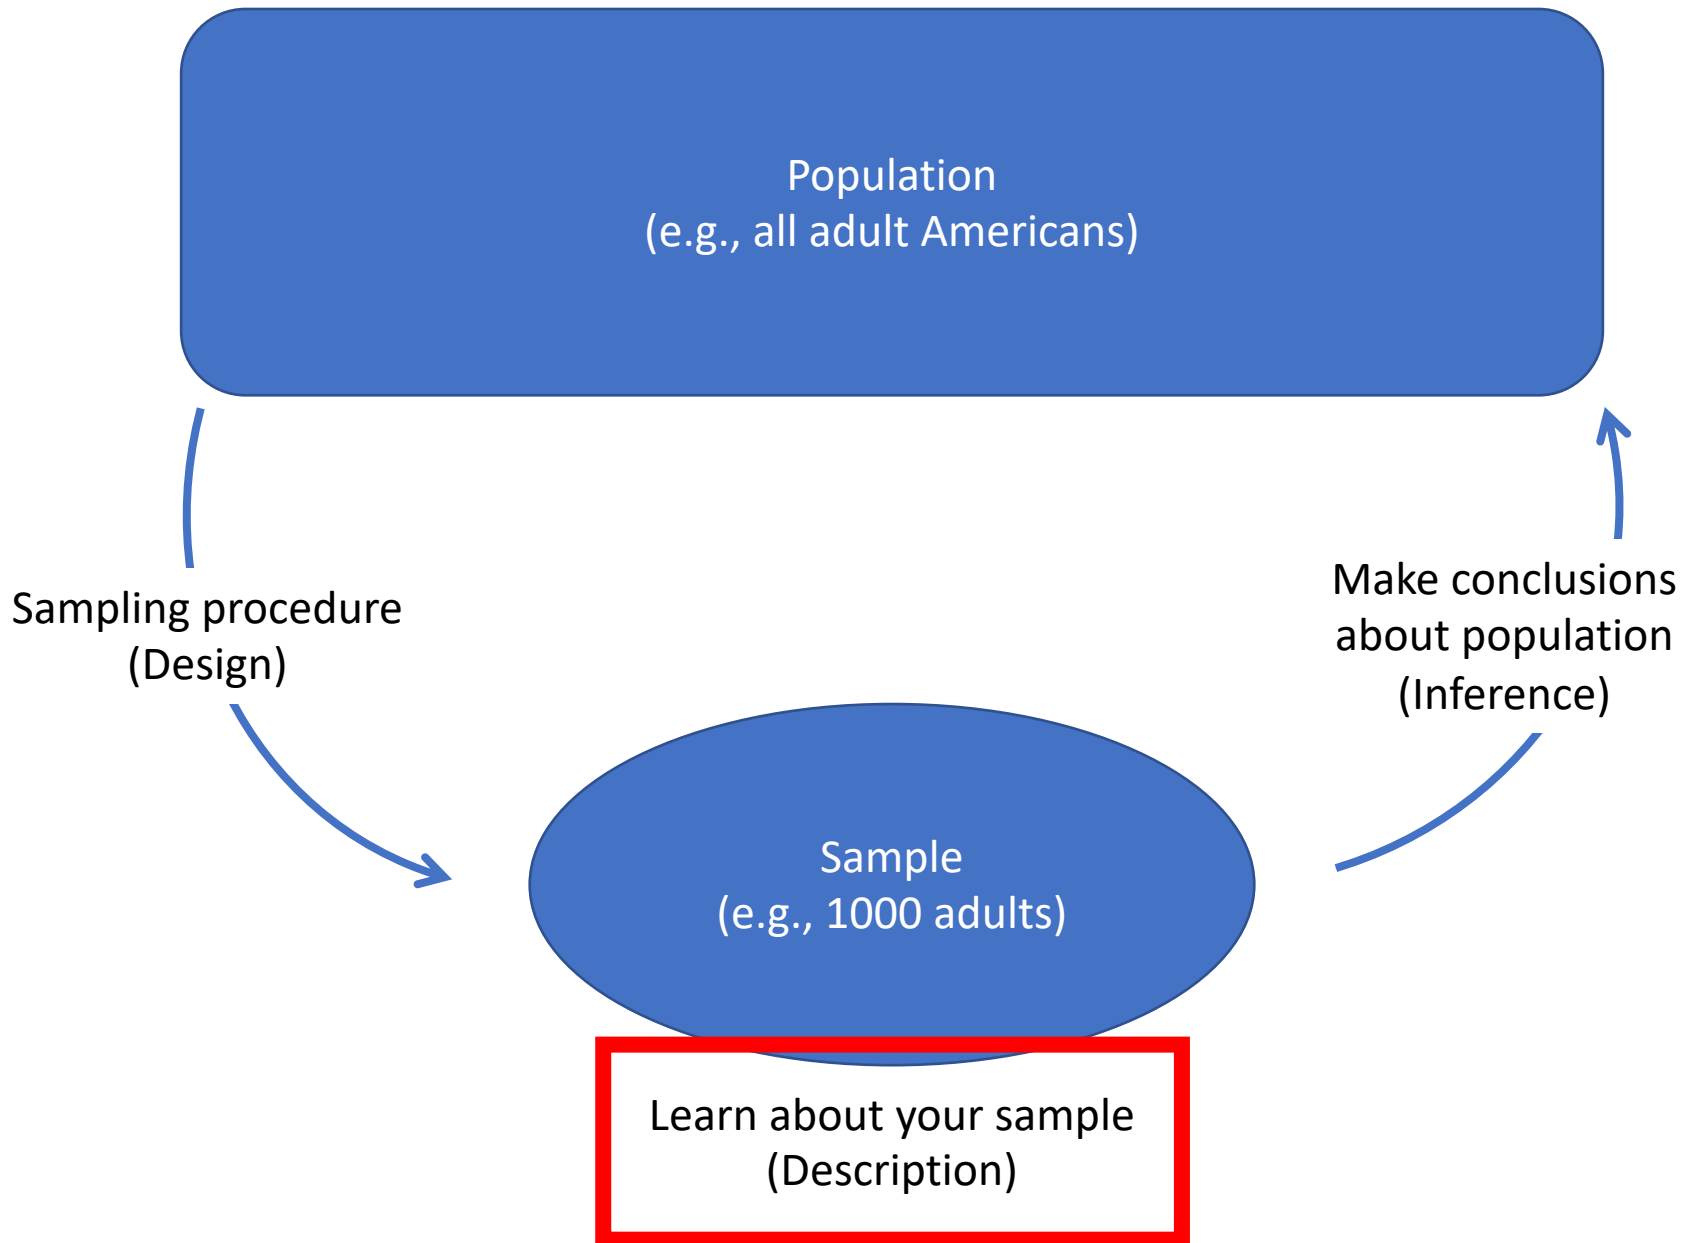 Population
(e.g., all adult Americans)
Sampling procedure
(Design)
Make conclusions
about population
(Inference)
Sample
(e.g., 1000 adults)
Learn about your sample
(Description)